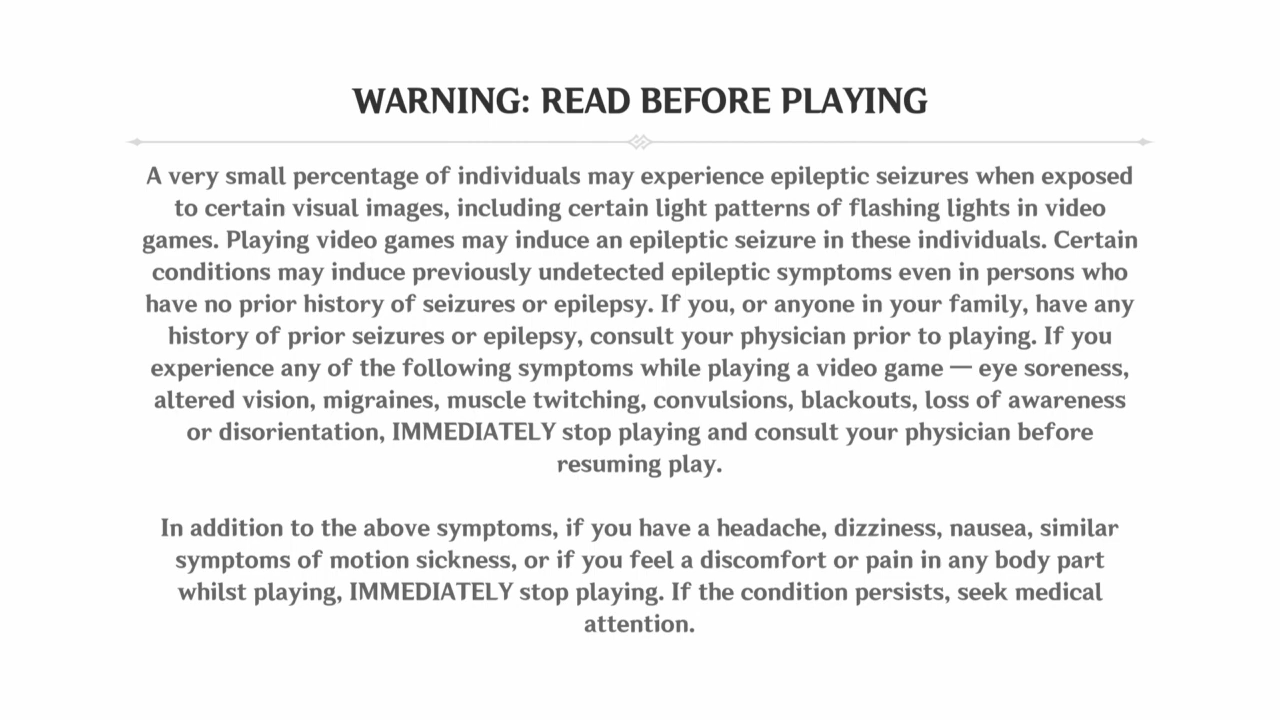 WARNING: READ BEFORE PLAYING
A very small percentage of individuals may experience epileptic seizures when exposed
to certain visual images, including certain light patterns of flashing lights in video
games. Playing video games may induce an epileptic seizure in these individuals. Certain
conditions may induce previously undetected epileptic symptoms even in persons who
have no prior history of seizures or epilepsy. If you, or anyone in your family, have any
history of prior seizures or epilepsy, consult your physician prior to playing. If you
experience any of the following symptoms while playing a video game — eye soreness,
altered vision, migraines, muscle twitching, convulsions, blackouts, loss of awareness
or disorientation, IMMEDIATELY stop playing and consult your physician before
resuming play.
In addition to the above symptoms, if you have a headache, dizziness, nausea, similar
symptoms of motion sickness, or if you feel a discomfort or pain in any body part
whilst playing, IMMEDIATELY stop playing. If the condition persists, seek medical
attention.